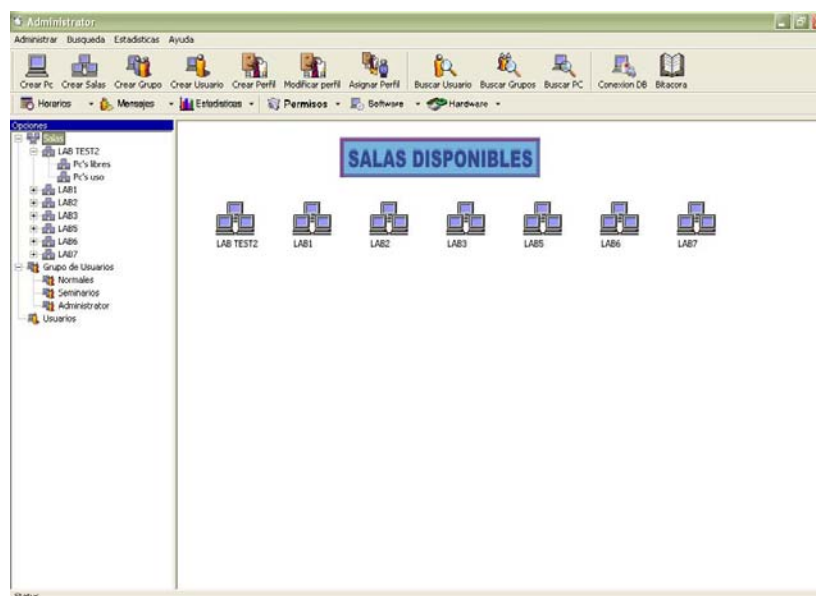 Administrator
Administrar Busqueda Estadisticas Ayuda
Crear Pc Crear Salas Crear Grupo Crear Usuario Crear Perfil Modificar perfil Asignar Perfil Buscar Usuario Buscar Grupos Buscar PC Conexion DB Bitacora
Horarios Mensajes Estadisticas Permisos Software Hardware
Opciones
Salas
LAB TEST2
Pc's libres
Pc's uso
LAB1
LAB2
LAB3
LAB5
LAB6
LAB7
Grupo de Usuarios
Normales
Seminarios
Administrator
Usuarios
SALAS DISPONIBLES
LAB TEST2 LAB1 LAB2 LAB3 LAB5 LAB6 LAB7